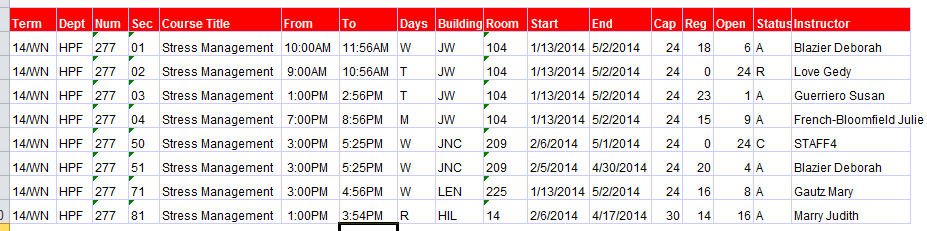 Term Dept Num Sec Course Title From To Days Building Room Start End Cap Reg Open Status Instructor
14/WN HPF 277 01 Stress Management 10:00AM 11:56AM W JW 104 1/13/2014 5/2/2014 24 18 6 A Blazier Deborah
14/WN HPF 277 02 Stress Management 9:00AM 10:56AM T JW 104 1/13/2014 5/2/2014 24 0 24 R Love Gedy
14/WN HPF 277 03 Stress Management 1:00PM 2:56PM T JW 104 1/13/2014 5/2/2014 24 23 1 A Guerriero Susan
14/WN HPF 277 04 Stress Management 7:00PM 8:56PM M JW 104 1/13/2014 5/2/2014 24 15 9 A French-Bloomfield Julie
14/WN HPF 277 50 Stress Management 3:00PM 5:25PM W JNC 209 2/6/2014 5/1/2014 24 0 24 C STAFF4
14/WN HPF 277 51 Stress Management 3:00PM 5:25PM W JNC 209 2/5/2014 4/30/2014 24 20 4 A Blazier Deborah
14/WN HPF 277 71 Stress Management 3:00PM 4:56PM W LEN 225 1/13/2014 5/2/2014 24 16 8 A Gautz Mary
14/WN HPF 277 81 Stress Management 1:00PM 3:54PM R HIL 14 2/6/2014 4/17/2014 30 14 16 A Marry Judith